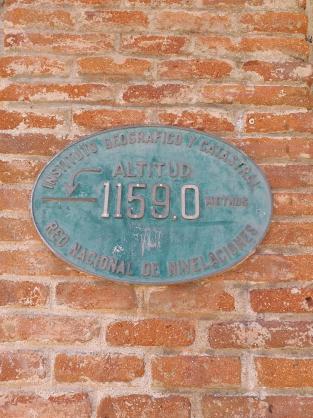 INSTITUTO GEOGRAFICO Y CATASTRAL
ALTITUD
1159.0 METROS
RED NACIONAL DE NIVELACIONES